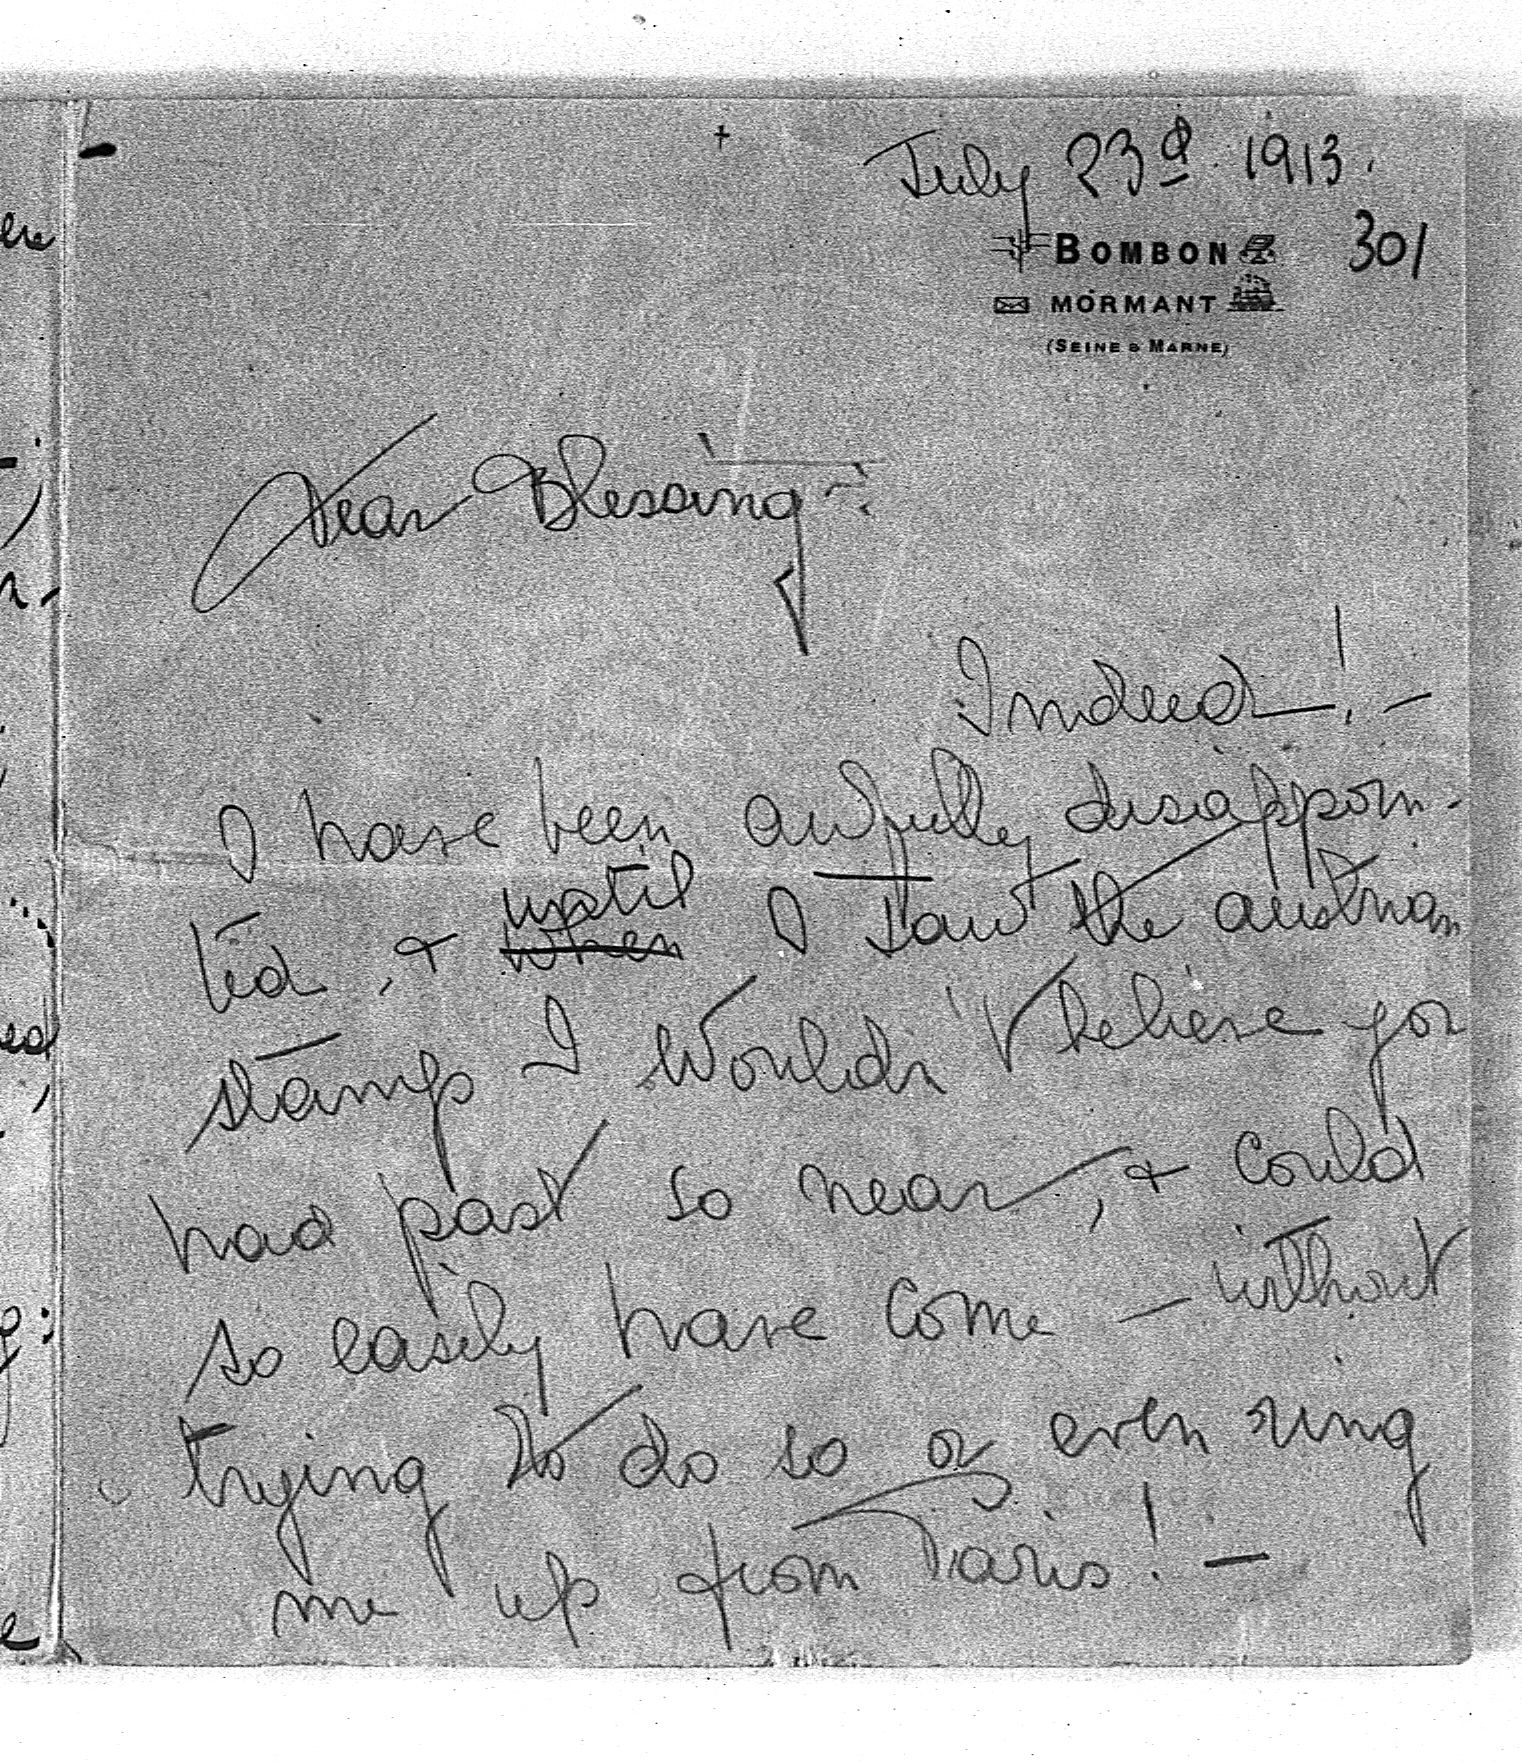 July 23d. 1913.
BOMBON
301
MORMANT
(SEINE & MARNE)
Dear Blessing -:
Indeed! -
I have been awfully disappoin-
ted, & when until I saw the austrian
stamp I wouldn't believe you
had past so near, & could
so easily have come - without
trying to do so or even ring
me up from Paris! -